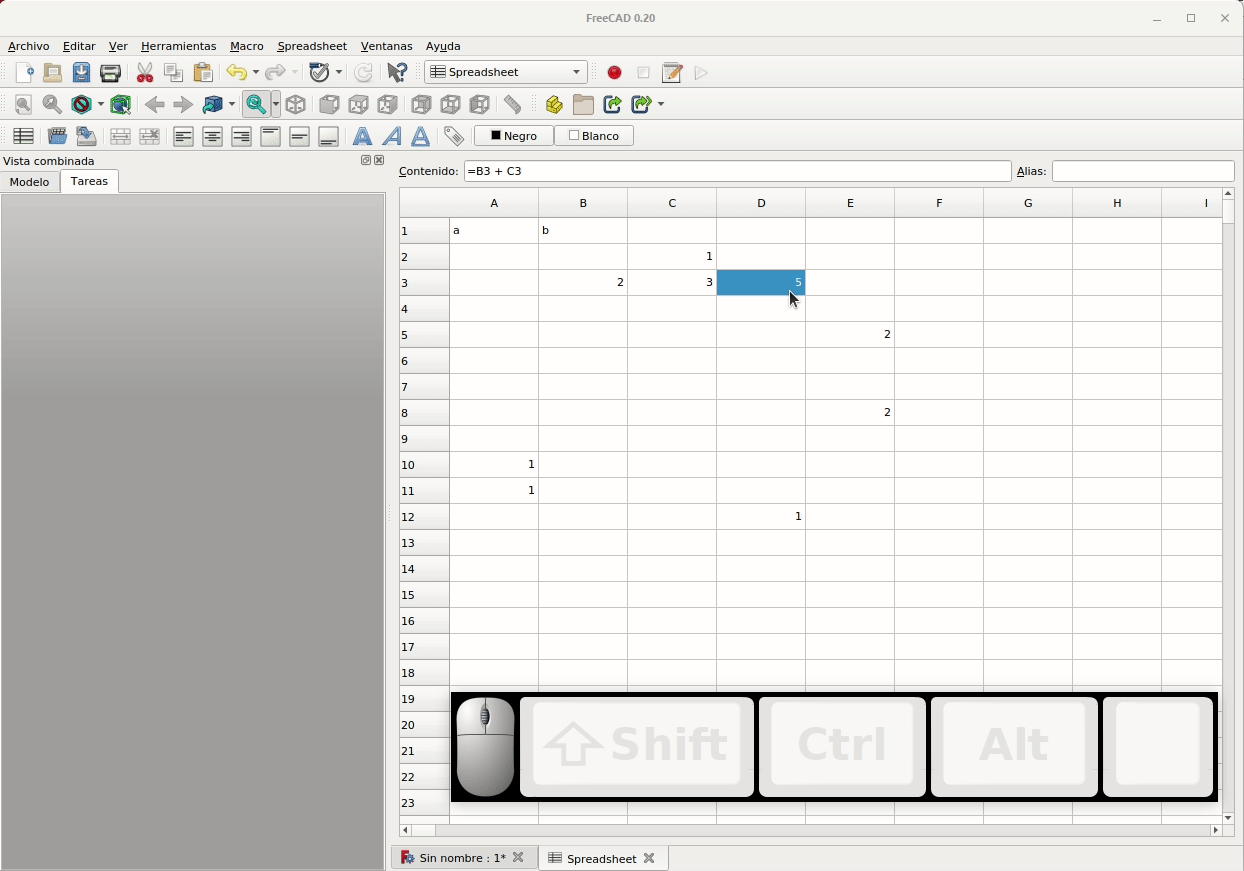 FreeCAD 0.20
Archivo Editar Ver Herramientas Macro Spreadsheet Ventanas Ayuda
Spreadsheet
Negro Blanco
Vista combinada
Modelo Tareas
Contenido: =B3 + C3 Alias:
A B C D E F G H I
1 a b
2 1
3 2 3 5
4
5 2
6
7
8 2
9
10 1
11 1
12 1
13
14
15
16
17
18
19
20
21
22
23
Shift Ctrl Alt
Sin nombre : 1* Spreadsheet